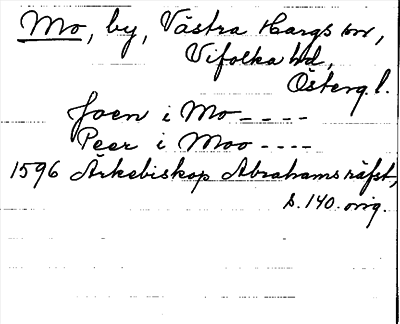 Mo, by, Västra Hargs sn,
Vifolka hd,
Österg. l.
Joen i Mo ----
Peer i Moo ----
1596 Ärkebiskop Abrahams räfst,
s. 140. orig.